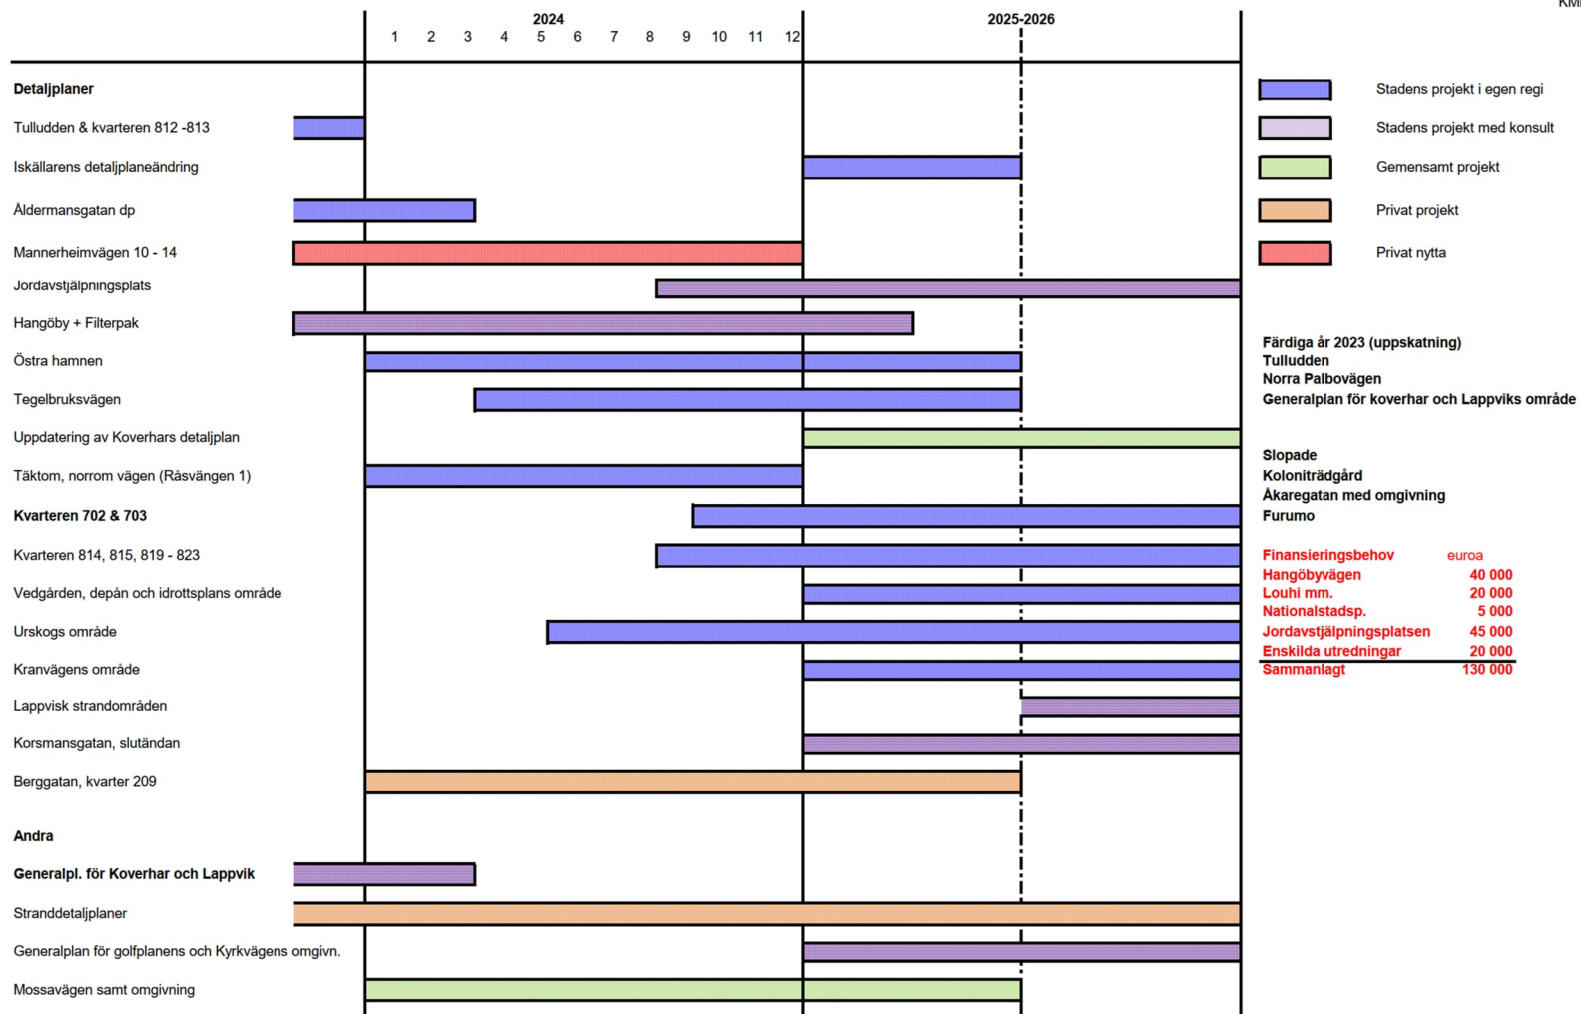 2024
2025-2026
1 2 3 4 5 6 7 8 9 10 11 12
Detaljplaner
Tulludden & kvarteren 812 -813
Iskällarens detaljplaneändring
Åldermansgatan dp
Mannerheimvägen 10 - 14
Jordavstjälpningsplats
Hangöby + Filterpak
Östra hamnen
Tegelbruksvägen
Uppdatering av Koverhars detaljplan
Täktom, norrom vägen (Råsvängen 1)
Kvarteren 702 & 703
Kvarteren 814, 815, 819 - 823
Vedgården, depån och idrottsplans område
Urskogs område
Kranvägens område
Lappvisk strandområden
Korsmansgatan, slutändan
Berggatan, kvarter 209
Andra
Generalpl. för Koverhar och Lappvik
Stranddetaljplaner
Generalplan för golfplanens och Kyrkvägens omgivn.
Mossavägen samt omgivning
Stadens projekt i egen regi
Stadens projekt med konsult
Gemensamt projekt
Privat projekt
Privat nytta
Färdiga år 2023 (uppskatning)
Tulludden
Norra Palbovägen
Generalplan för koverhar och Lappviks område
Slopade
Koloniträdgård
Åkaregatan med omgivning
Furumo
Finansieringsbehov euroa
Hangöbyvägen 40 000
Louhi mm. 20 000
Nationalstadsp. 5 000
Jordavstjälpningsplatsen 45 000
Enskilda utredningar 20 000
Sammanlagt 130 000